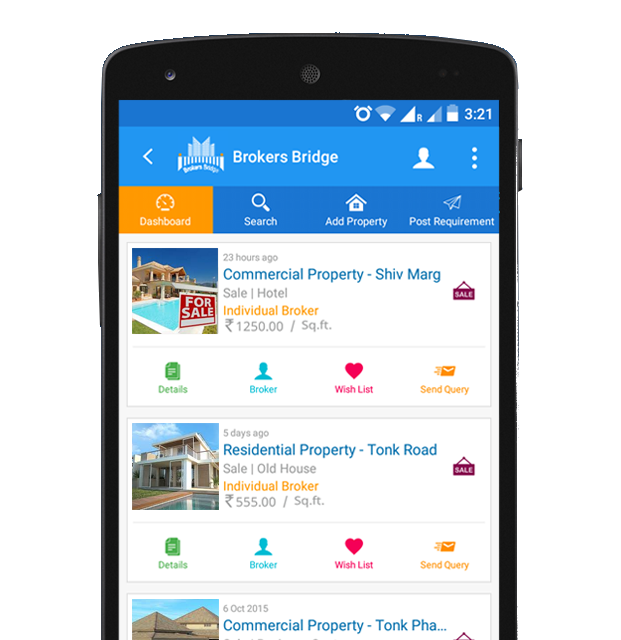 R
3:21
Brokers Bridge
Brokers Bridge
Dashboard
Search
Add Property
Post Requirement
23 hours ago
Commercial Property - Shiv Marg
Sale | Hotel
Individual Broker
₹1250.00 / Sq.ft.
FOR
SALE
SALE
Details
Broker
Wish List
Send Query
5 days ago
Residential Property - Tonk Road
Sale | Old House
Individual Broker
₹555.00 / Sq.ft.
SALE
Details
Broker
Wish List
Send Query
6 Oct 2015
Commercial Property - Tonk Pha...